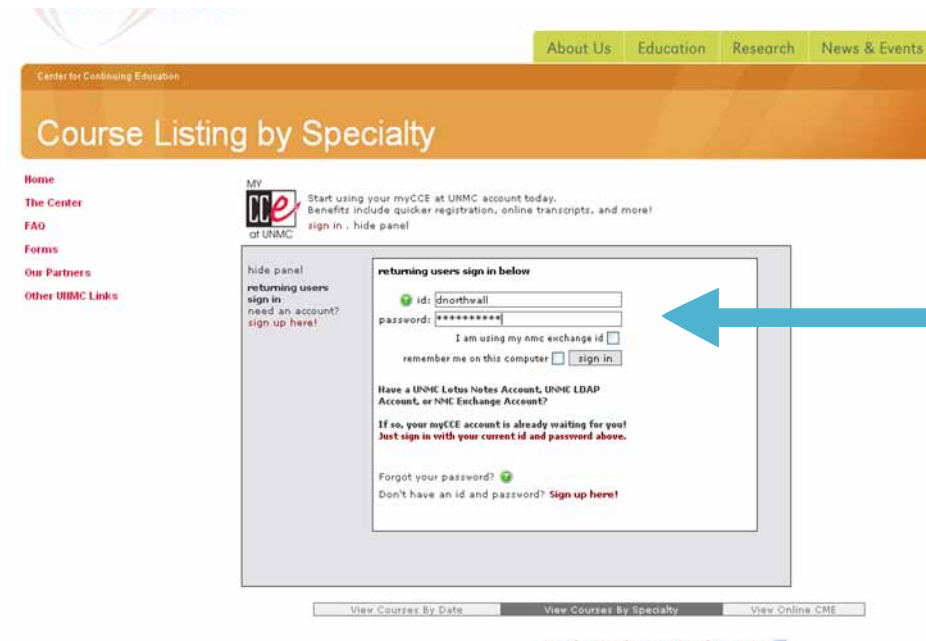 About Us Education Research News & Events
Center for Continuing Education
Course Listing by Specialty
Home
The Center
FAQ
Forms
Our Partners
Other UNMC Links
MY
CCe
at UNMC
Start using your myCCE at UNMC account today.
Benefits include quicker registration, online transcripts, and more!
sign in . hide panel
hide panel
returning users
sign in
need an account?
sign up here!
returning users sign in below
id: dnorthwall
password: **********
I am using my nmc exchange id
remember me on this computer sign in
Have a UNMC Lotus Notes Account, UNMC LDAP
Account, or NMC Exchange Account?
If so, your myCCE account is already waiting for you!
Just sign in with your current id and password above.
Forgot your password? ?
Don't have an id and password? Sign up here!
View Courses By Date View Courses By Specialty View Online CME